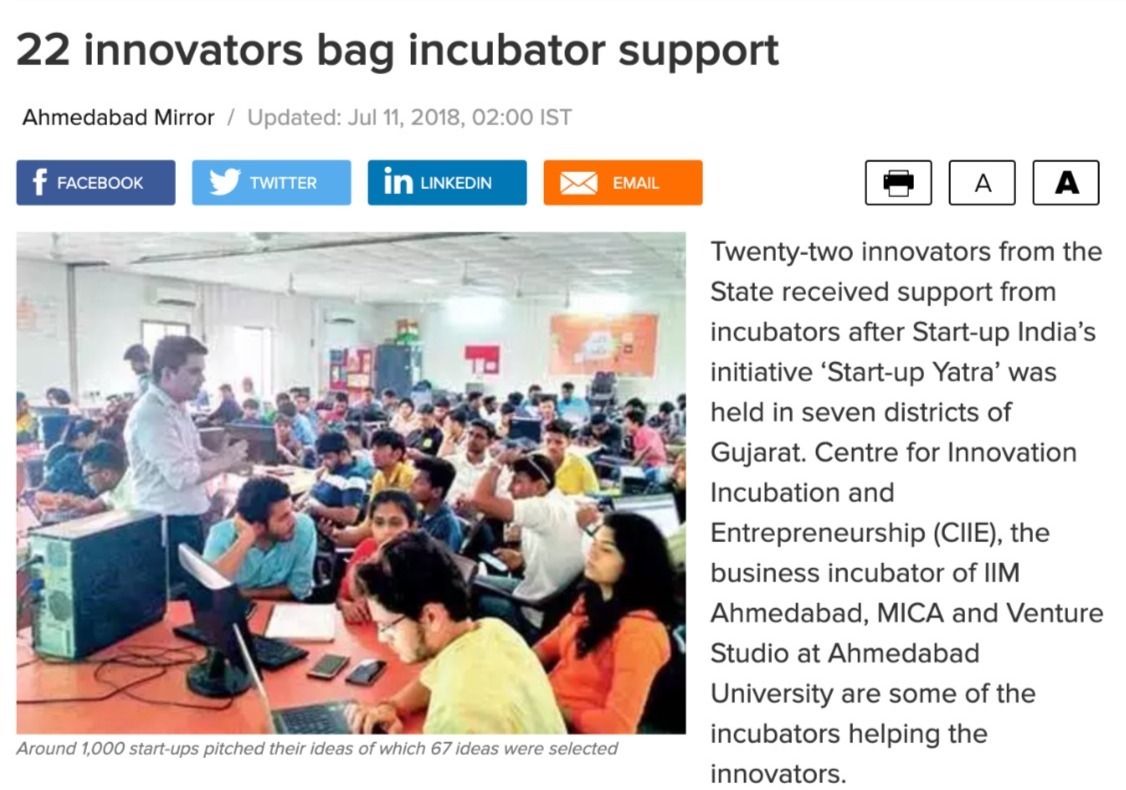 22 innovators bag incubator support
Ahmedabad Mirror / Updated: Jul 11, 2018, 02:00 IST
FACEBOOK
TWITTER
LINKEDIN
EMAIL
A
A
Twenty-two innovators from the
State received support from
incubators after Start-up India’s
initiative ‘Start-up Yatra’ was
held in seven districts of
Gujarat. Centre for Innovation
Incubation and
Entrepreneurship (CIIE), the
business incubator of IIM
Ahmedabad, MICA and Venture
Studio at Ahmedabad
University are some of the
incubators helping the
innovators.
Around 1,000 start-ups pitched their ideas of which 67 ideas were selected